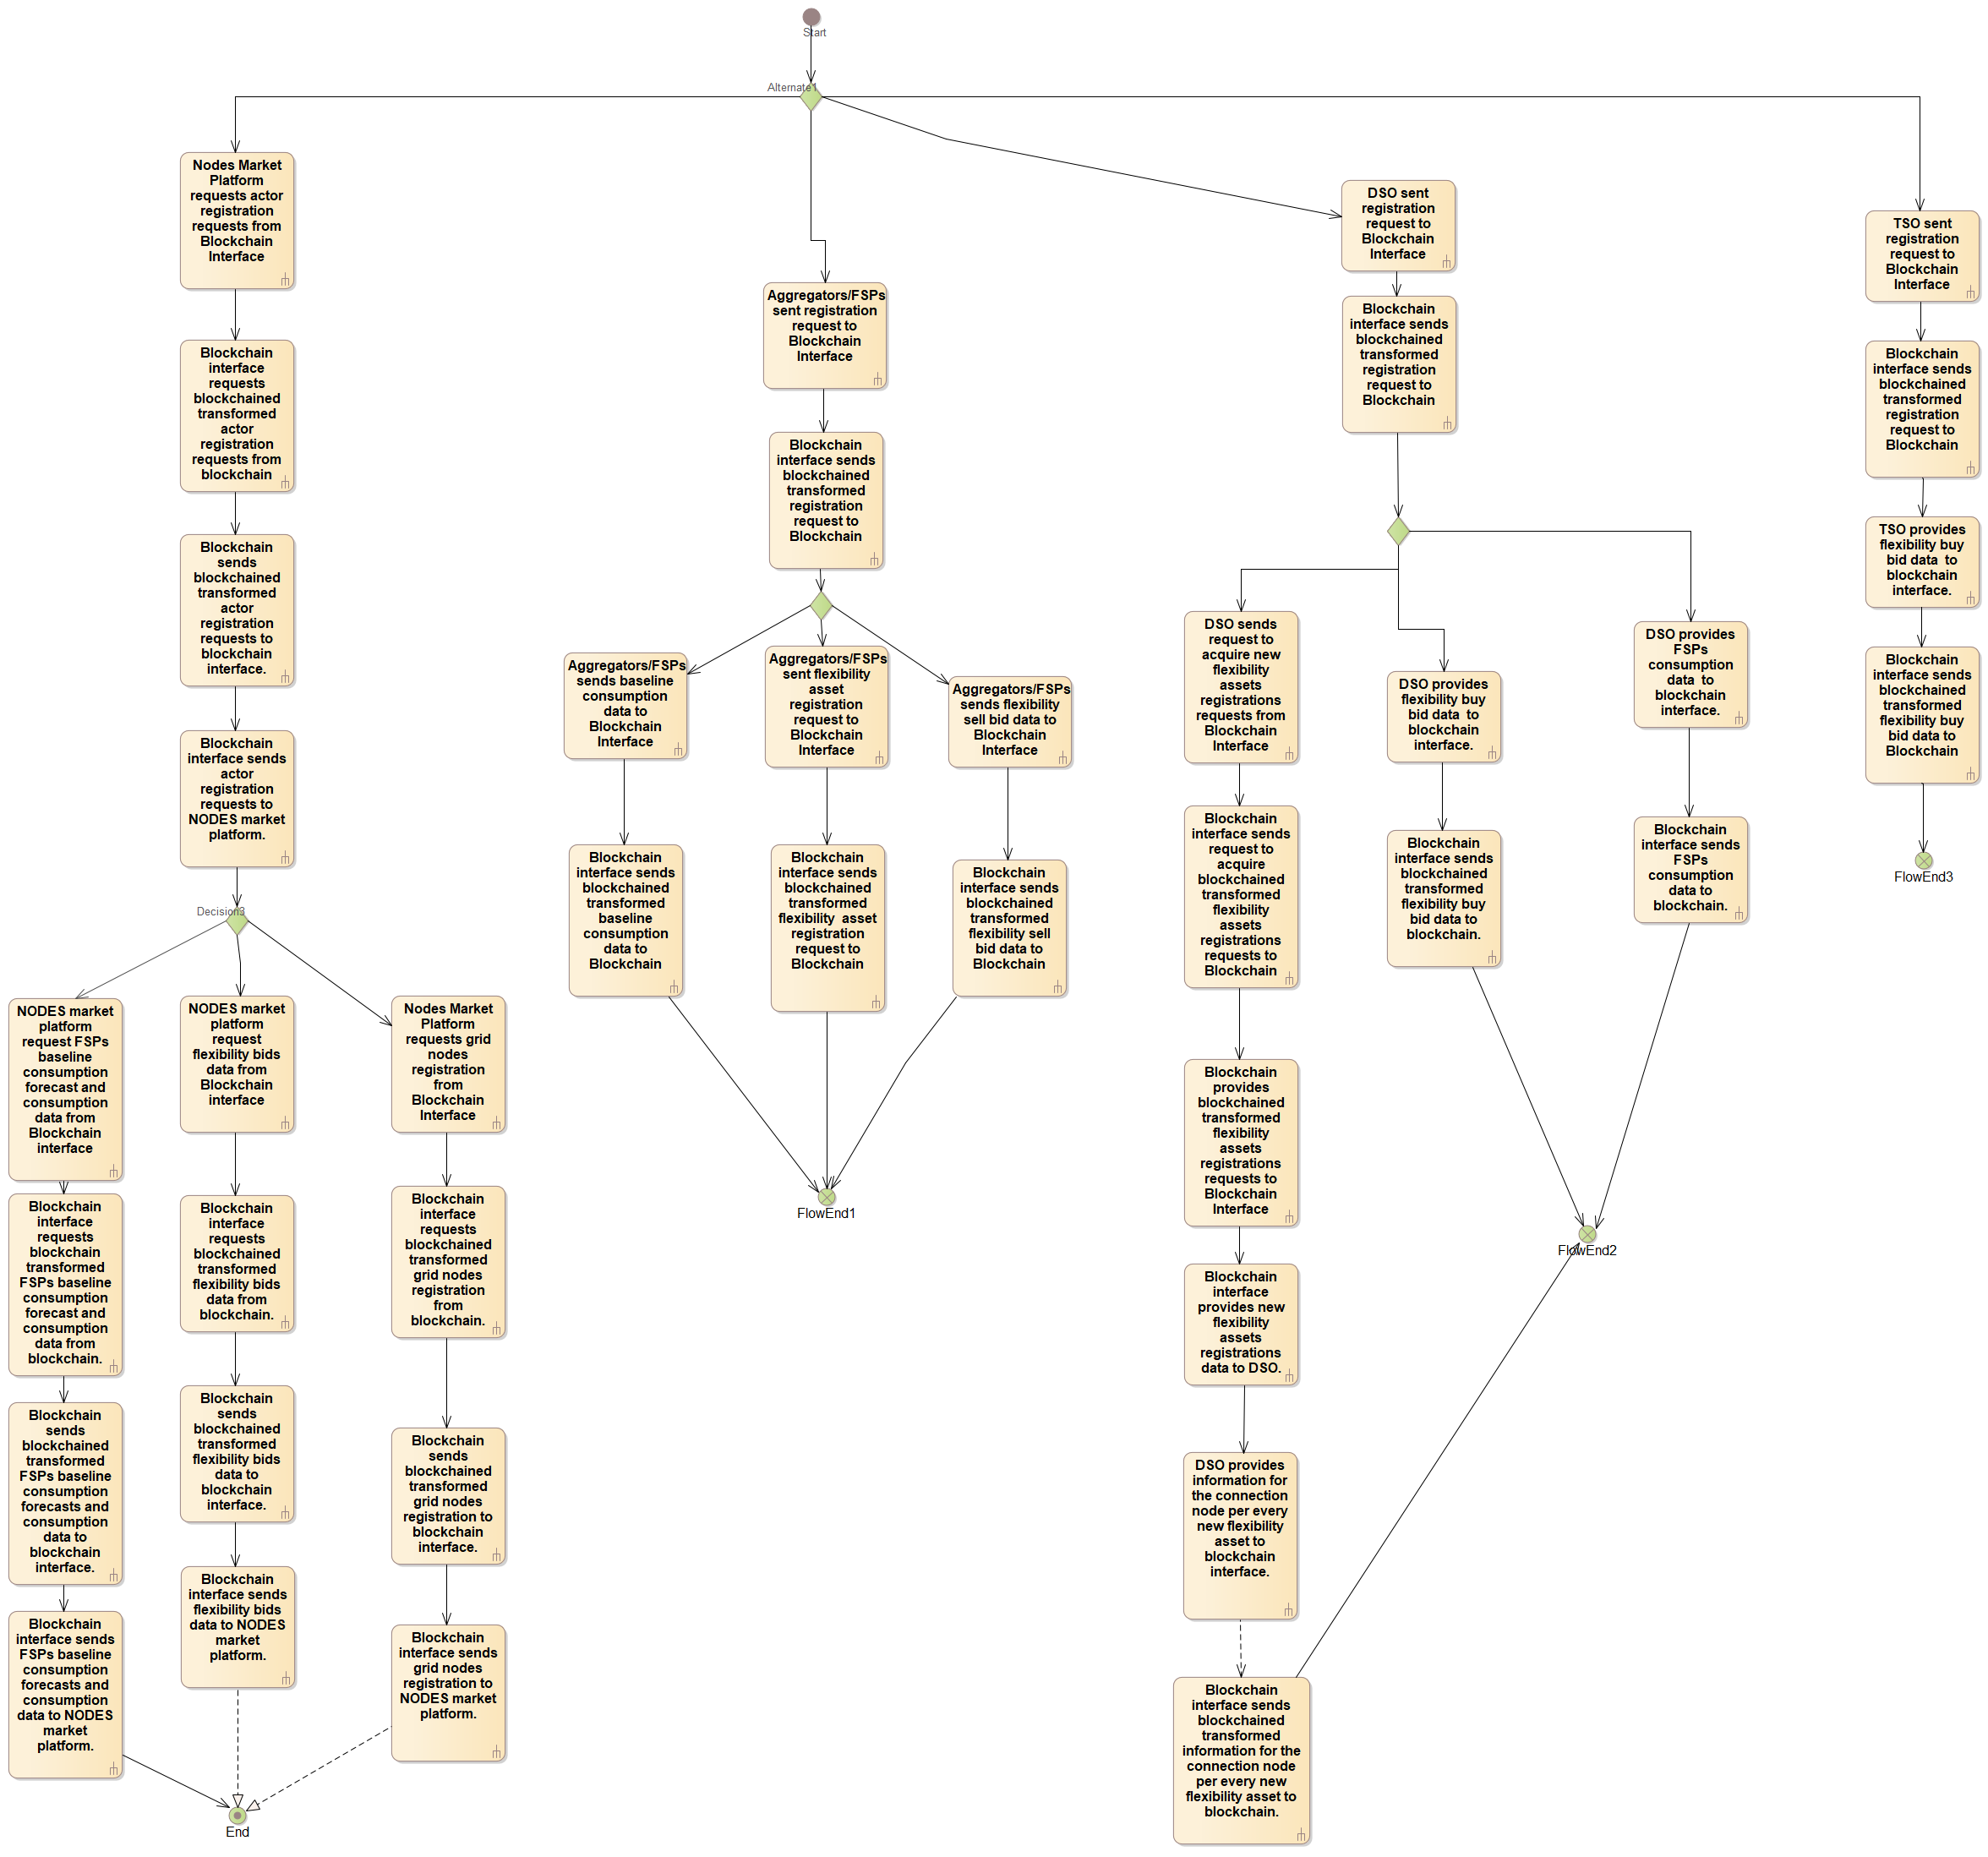 Start
Alternate1
Nodes Market
Platform
requests actor
registration
requests from
Blockchain
Interface
Blockchain
interface
requests
blockchained
transformed
actor
registration
requests from
blockchain
Blockchain
sends
blockchained
transformed
actor
registration
requests to
blockchain
interface.
Blockchain
interface sends
actor
registration
requests to
NODES market
platform.
Decision3
NODES market
platform
request FSPs
baseline
consumption
forecast and
consumption
data from
Blockchain
interface
Blockchain
interface
requests
blockchain
transformed
FSPs baseline
consumption
forecast and
consumption
data from
blockchain.
Blockchain
sends
blockchained
transformed
FSPs baseline
consumption
forecasts and
consumption
data to
blockchain
interface.
Blockchain
interface sends
FSPs baseline
consumption
forecasts and
consumption
data to NODES
market
platform.
NODES market
platform
request
flexibility bids
data from
Blockchain
interface
Blockchain
interface
requests
blockchained
transformed
flexibility bids
data from
blockchain.
Blockchain
sends
blockchained
transformed
flexibility bids
data to
blockchain
interface.
Blockchain
interface sends
flexibility bids
data to NODES
market
platform.
Nodes Market
Platform
requests grid
nodes
registration
from
Blockchain
Interface
Blockchain
interface
requests
blockchained
transformed
grid nodes
registration
from
blockchain.
Blockchain
sends
blockchained
transformed
grid nodes
registration to
blockchain
interface.
Blockchain
interface sends
grid nodes
registration to
NODES market
platform.
End
Aggregators/FSPs
sent registration
request to
Blockchain
Interface
Blockchain
interface sends
blockchained
transformed
registration
request to
Blockchain
Aggregators/FSPs
sends baseline
consumption
data to
Blockchain
Interface
Blockchain
interface sends
blockchained
transformed
baseline
consumption
data to
Blockchain
Aggregators/FSPs
sent flexibility
asset
registration
request to
Blockchain
Interface
Blockchain
interface sends
blockchained
transformed
flexibility  asset
registration
request to
Blockchain
Aggregators/FSPs
sends flexibility
sell bid data to
Blockchain
Interface
Blockchain
interface sends
blockchained
transformed
flexibility sell
bid data to
Blockchain
FlowEnd1
DSO sent
registration
request to
Blockchain
Interface
Blockchain
interface sends
blockchained
transformed
registration
request to
Blockchain
DSO sends
request to
acquire new
flexibility
assets
registrations
requests from
Blockchain
Interface
Blockchain
interface sends
request to
acquire
blockchained
transformed
flexibility
assets
registrations
requests to
Blockchain
Blockchain
provides
blockchained
transformed
flexibility
assets
registrations
requests to
Blockchain
Interface
Blockchain
interface
provides new
flexibility
assets
registrations
data to DSO.
DSO provides
information for
the connection
node per every
new flexibility
asset to
blockchain
interface.
Blockchain
interface sends
blockchained
transformed
information for the
connection node
per every new
flexibility asset to
blockchain.
DSO provides
flexibility buy
bid data  to
blockchain
interface.
Blockchain
interface sends
blockchained
transformed
flexibility buy
bid data to
blockchain.
DSO provides
FSPs
consumption
data  to
blockchain
interface.
Blockchain
interface sends
FSPs
consumption
data to
blockchain.
FlowEnd2
TSO sent
registration
request to
Blockchain
Interface
Blockchain
interface sends
blockchained
transformed
registration
request to
Blockchain
TSO provides
flexibility buy
bid data  to
blockchain
interface.
Blockchain
interface sends
blockchained
transformed
flexibility buy
bid data to
Blockchain
FlowEnd3